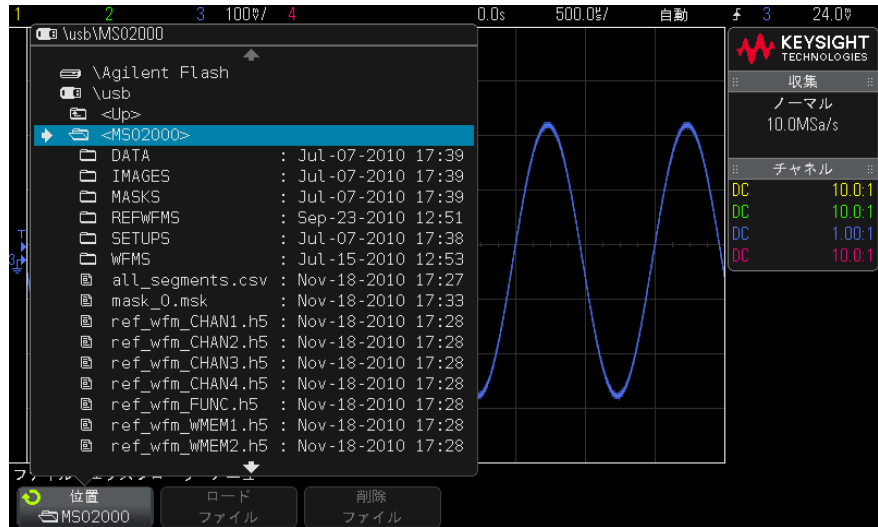 1 2 3 100▿/ 4 0.0s 500.0▿/ 自動 3 24.0▿
\usb\MSO2000
KEYSIGHT
TECHNOLOGIES
\Agilent Flash
\usb
<Up>
<MSO2000>
DATA : Jul-07-2010 17:39
IMAGES : Jul-07-2010 17:39
MASKS : Jul-07-2010 17:39
REFWFMS : Sep-23-2010 12:51
SETUPS : Jul-07-2010 17:38
WFMS : Jul-15-2010 12:53
all_segments.csv : Nov-18-2010 17:27
mask_0.msk : Nov-18-2010 17:33
ref_wfm_CHAN1.h5 : Nov-18-2010 17:28
ref_wfm_CHAN2.h5 : Nov-18-2010 17:28
ref_wfm_CHAN3.h5 : Nov-18-2010 17:28
ref_wfm_CHAN4.h5 : Nov-18-2010 17:28
ref_wfm_FUNC.h5 : Nov-18-2010 17:28
ref_wfm_WMEM1.h5 : Nov-18-2010 17:28
ref_wfm_WMEM2.h5 : Nov-18-2010 17:28
収集
ノーマル
10.0MSa/s
チャネル
DC 10.0:1
DC 10.0:1
DC 1.00:1
DC 10.0:1
T
3
位置
MSO2000
ロード
ファイル
削除
ファイル